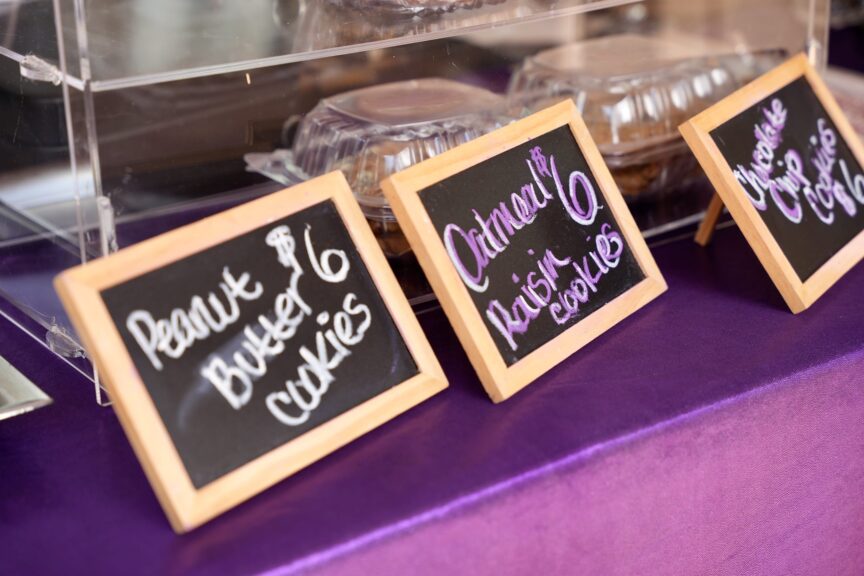 Peanut $6
Butter
cookies
Oatmeal $6
Raisin
cookies
Chocolate
Chip
cookies
$6